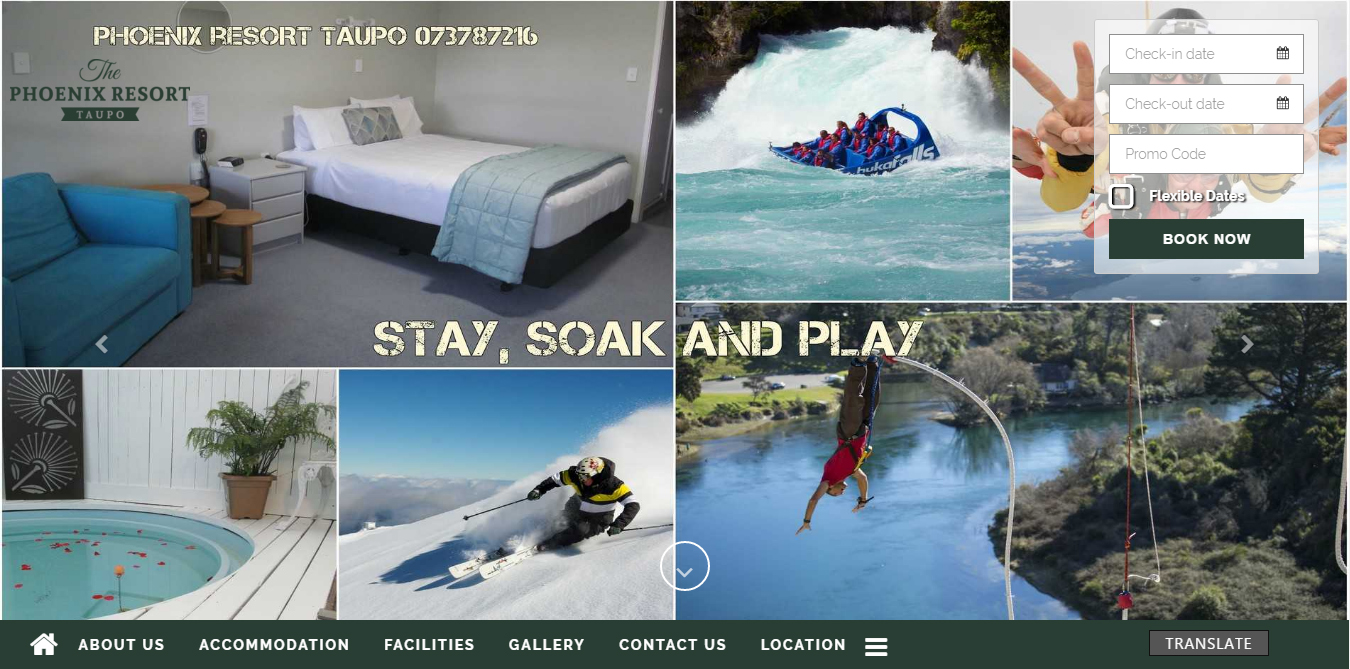 PHOENIX RESORT TAUPO 073787216
The
PHOENIX RESORT
TAUPO
hukafalls
Check-in date
Check-out date
Promo Code
Flexible Dates
BOOK NOW
STAY, SOAK AND PLAY
ABOUT US ACCOMMODATION FACILITIES GALLERY CONTACT US LOCATION TRANSLATE